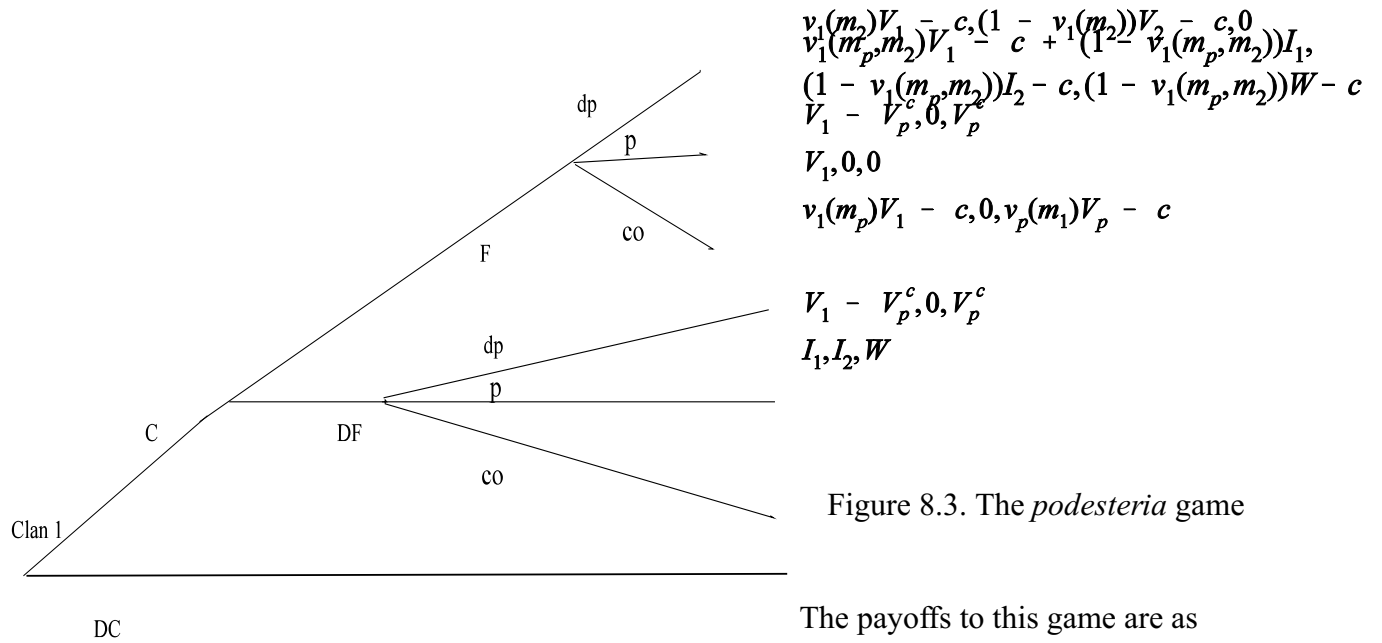 v₁(m₂)V₁ − c,(1 − v₁(m₂))V₂ − c,0
v₁(mₚ,m₂)V₁ − c + (1 − v₁(mₚ,m₂))I₁,
(1 − v₁(mₚ,m₂))I₂ − c,(1 − v₁(mₚ,m₂))W − c
V₁ − Vₚᶜ,0,Vₚᶜ
dp
p
V₁,0,0
v₁(mₚ)V₁ − c,0,vₚ(m₁)Vₚ − c
co
F
V₁ − Vₚᶜ,0,Vₚᶜ
dp
I₁,I₂,W
p
C
DF
co
Figure 8.3. The podesteria game
Clan 1
The payoffs to this game are as
DC